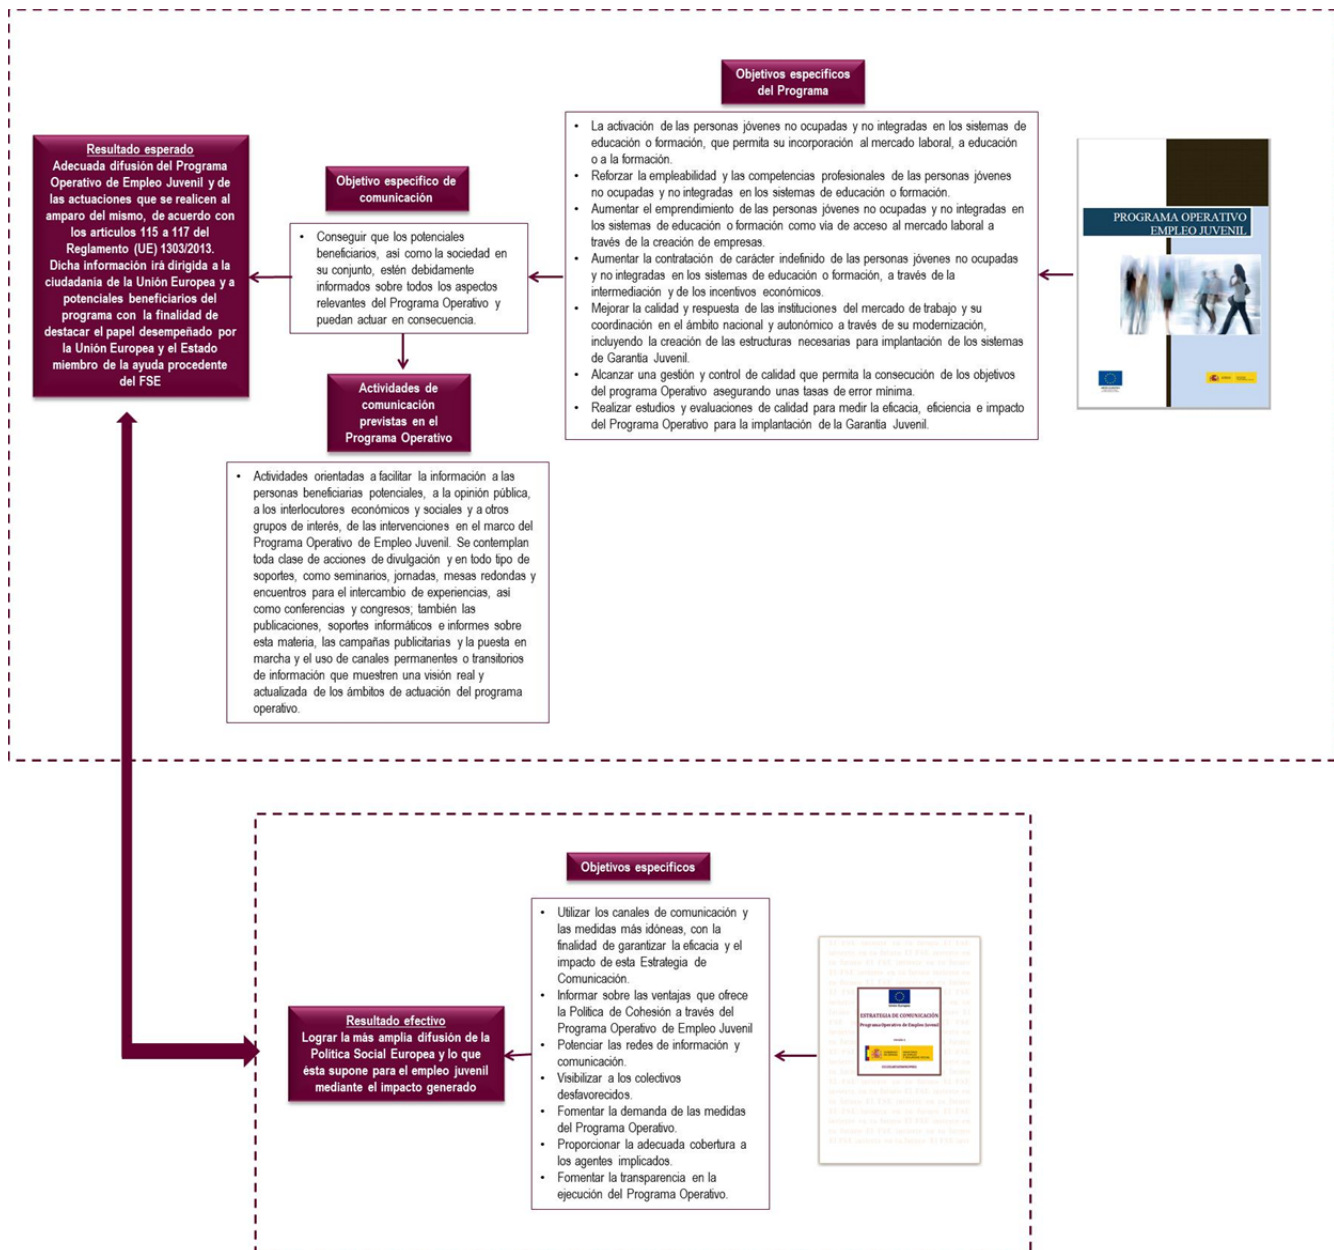 Objetivos específicos
del Programa
• La activación de las personas jóvenes no ocupadas y no integradas en los sistemas de
educación o formación, que permita su incorporación al mercado laboral, a educación
o a la formación.
• Reforzar la empleabilidad y las competencias profesionales de las personas jóvenes
no ocupadas y no integradas en los sistemas de educación o formación.
• Aumentar el emprendimiento de las personas jóvenes no ocupadas y no integradas en
los sistemas de educación o formación como vía de acceso al mercado laboral a
través de la creación de empresas.
• Aumentar la contratación de carácter indefinido de las personas jóvenes no ocupadas
y no integradas en los sistemas de educación o formación, a través de la
intermediación y de los incentivos económicos.
• Mejorar la calidad y respuesta de las instituciones del mercado de trabajo y su
coordinación en el ámbito nacional y autonómico a través de su modernización,
incluyendo la creación de las estructuras necesarias para implantación de los sistemas
de Garantía Juvenil.
• Alcanzar una gestión y control de calidad que permita la consecución de los objetivos
del programa Operativo asegurando unas tasas de error mínima.
• Realizar estudios y evaluaciones de calidad para medir la eficacia, eficiencia e impacto
del Programa Operativo para la implantación de la Garantía Juvenil.
PROGRAMA OPERATIVO
EMPLEO JUVENIL
Resultado esperado
Adecuada difusión del Programa
Operativo de Empleo Juvenil y de
las actuaciones que se realicen al
amparo del mismo, de acuerdo con
los artículos 115 a 117 del
Reglamento (UE) 1303/2013.
Dicha información irá dirigida a la
ciudadanía de la Unión Europea y a
potenciales beneficiarios del
programa con la finalidad de
destacar el papel desempeñado por
la Unión Europea y el Estado
miembro de la ayuda procedente
del FSE
Objetivo específico de
comunicación
• Conseguir que los potenciales
beneficiarios, así como la sociedad en
su conjunto, estén debidamente
informados sobre todos los aspectos
relevantes del Programa Operativo y
puedan actuar en consecuencia.
Actividades de
comunicación
previstas en el
Programa Operativo
• Actividades orientadas a facilitar la información a las
personas beneficiarias potenciales, a la opinión pública,
a los interlocutores económicos y sociales y a otros
grupos de interés, de las intervenciones en el marco del
Programa Operativo de Empleo Juvenil. Se contemplan
toda clase de acciones de divulgación y en todo tipo de
soportes, como seminarios, jornadas, mesas redondas y
encuentros para el intercambio de experiencias, así
como conferencias y congresos; también las
publicaciones, soportes informáticos e informes sobre
esta materia, las campañas publicitarias y la puesta en
marcha y el uso de canales permanentes o transitorios
de información que muestren una visión real y
actualizada de los ámbitos de actuación del programa
operativo.
Objetivos específicos
• Utilizar los canales de comunicación y
las medidas más idóneas, con la
finalidad de garantizar la eficacia y el
impacto de esta Estrategia de
Comunicación.
• Informar sobre las ventajas que ofrece
la Política de Cohesión a través del
Programa Operativo de Empleo Juvenil
• Potenciar las redes de información y
comunicación.
• Visibilizar a los colectivos
desfavorecidos.
• Fomentar la demanda de las medidas
del Programa Operativo.
• Proporcionar la adecuada cobertura a
los agentes implicados.
• Fomentar la transparencia en la
ejecución del Programa Operativo.
Resultado efectivo
Lograr la más amplia difusión de la
Política Social Europea y lo que
ésta supone para el empleo juvenil
mediante el impacto generado
ESTRATEGIA DE COMUNICACIÓN
Programa Operativo de Empleo Juvenil